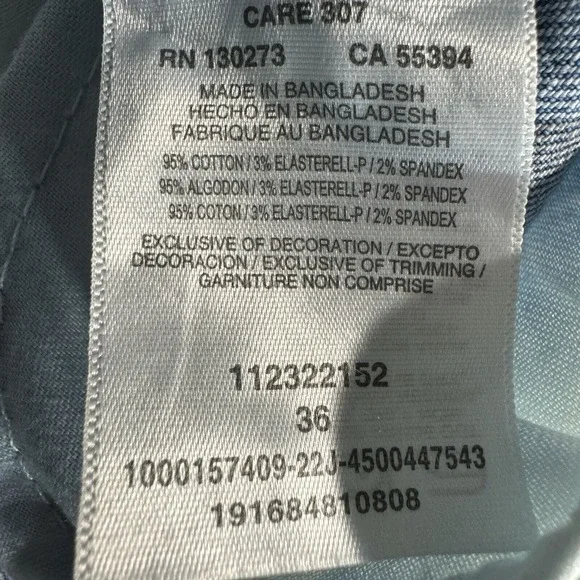 CARE 307
RN 130273 CA 55394
MADE IN BANGLADESH
HECHO EN BANGLADESH
FABRIQUE AU BANGLADESH
95% COTTON / 3% ELASTERELL-P / 2% SPANDEX
95% ALGODON / 3% ELASTERELL-P / 2% SPANDEX
95% COTON / 3% ELASTERELL-P / 2% SPANDEX
EXCLUSIVE OF DECORATION / EXCEPTO
DECORACION / EXCLUSIVE OF TRIMMING /
GARNITURE NON COMPRISE
112322152
36
1000157409-22J-4500447543
191684810808